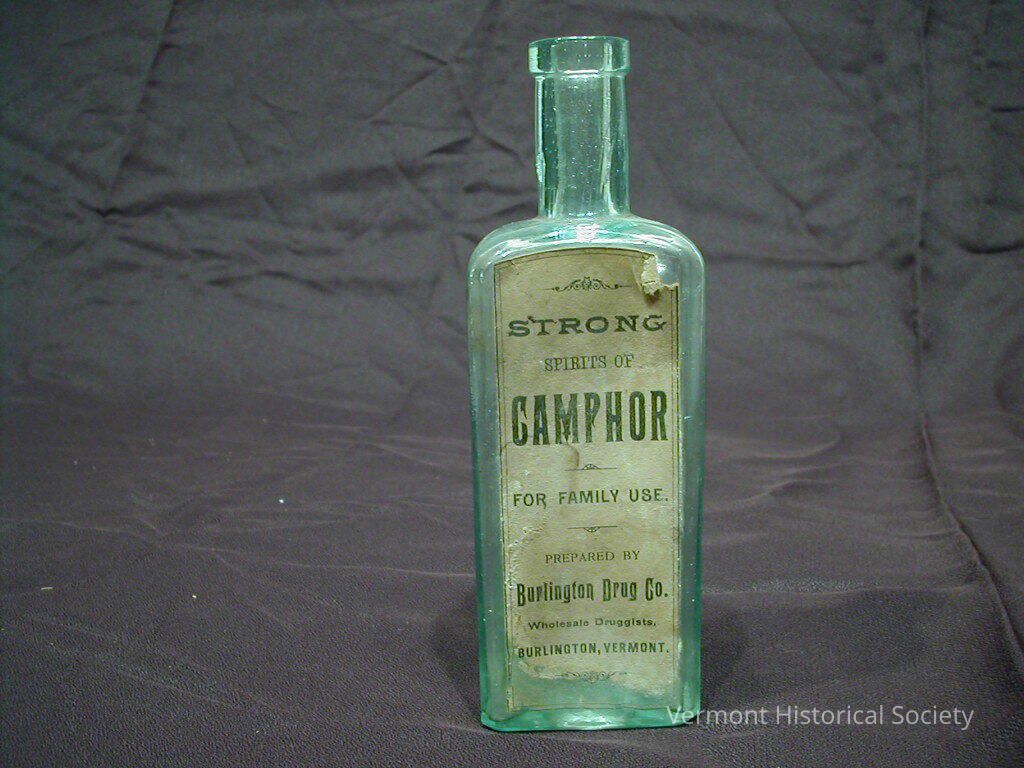 STRONG
SPIRITS OF
CAMPHOR
FOR FAMILY USE.
PREPARED BY
Burlington Drug Co.
Wholesale Druggists,
BURLINGTON, VERMONT.
Vermont Historical Society